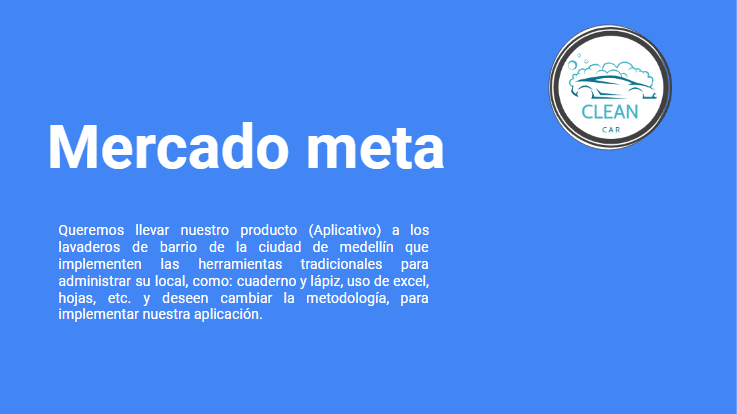 CLEAN
CAR
Mercado meta
Queremos llevar nuestro producto (Aplicativo) a los
lavaderos de barrio de la ciudad de medellín que
implementen las herramientas tradicionales para
administrar su local, como: cuaderno y lápiz, uso de excel,
hojas, etc. y deseen cambiar la metodología, para
implementar nuestra aplicación.